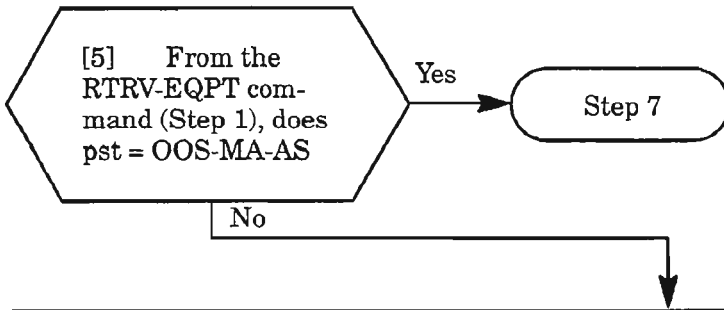 [5] From the
RTRV-EQPT com-
mand (Step 1), does
pst = OOS-MA-AS
Yes
Step 7
No